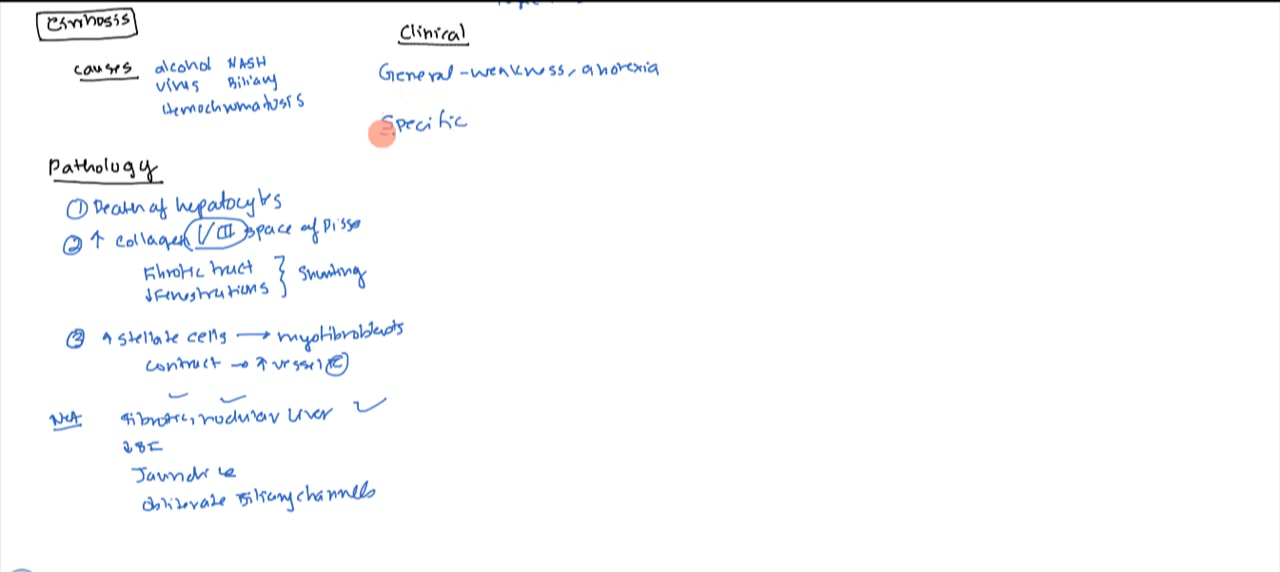 Cirrhosis
Clinical
causes alcohol NASH
virus Biliary
Hemochromatosis
General - weakness, anorexia
Specific
Pathology
① Death of hepatocytes
② ↑ collagen I/III space of Disse
Fibrotic tract
↓ Fenestrations } Shunting
③ ↑ stellate cells → myofibroblasts
contract → ↑ vessel Ⓡ
Net fibrotic, nodular liver
Jaundice
obliterate Biliary channels